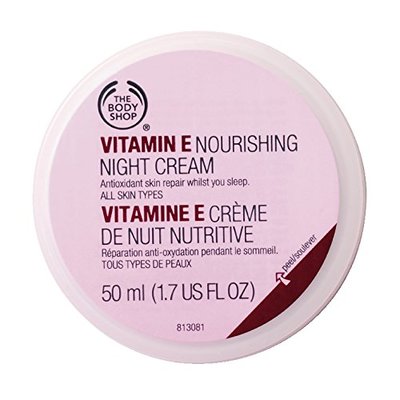 THE
BODY
SHOP
®
VITAMIN E NOURISHING
NIGHT CREAM
Antioxidant skin repair whilst you sleep.
ALL SKIN TYPES
VITAMINE E CRÈME
DE NUIT NUTRITIVE
Réparation anti-oxydation pendant le sommeil.
TOUS TYPES DE PEAUX
peel/soulever
50 ml (1.7 US FL OZ)
813081